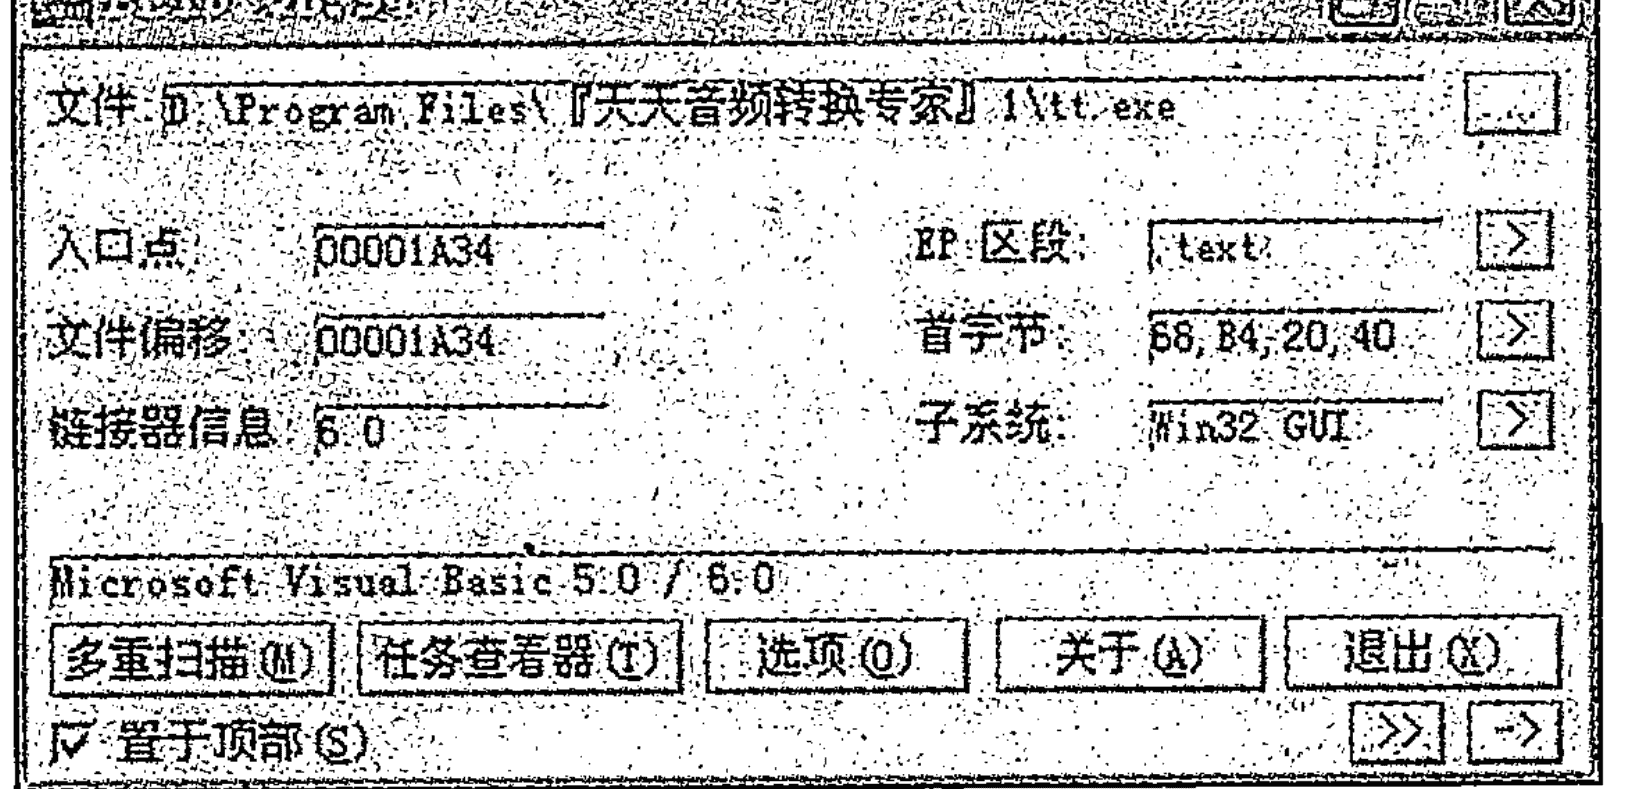 文件: D:\Program Files\『天天音频转换专家』1\tt.exe ...
入口点: 00001A34 EP 区段: .text >
文件偏移: 00001A34 首字节: 68,B4,20,40 >
链接器信息: 6.0 子系统: Win32 GUI >
Microsoft Visual Basic 5.0 / 6.0
多重扫描(M) 任务查看器(T) 选项(O) 关于(A) 退出(X)
置于顶部(S) >> ->